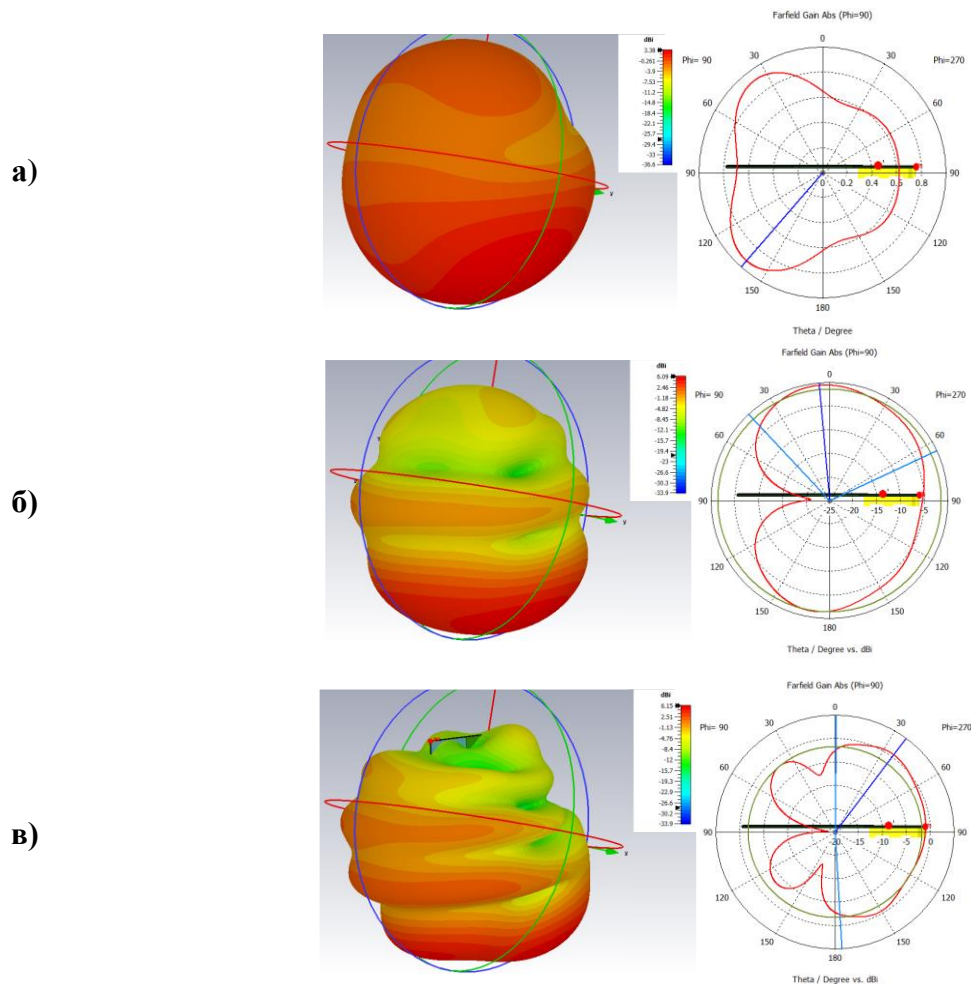 а)
dBi
3.38
-0.261
-3.9
-7.53
-11.2
-14.8
-18.4
-22.1
-25.7
-29.4
-33
-36.6
y
Farfield Gain Abs (Phi=90)
0
30 30
Phi= 90 Phi=270
60 60
90 90
0 0.2 0.4 0.6 0.8
120 120
150 150
180
Theta / Degree
б)
dBi
6.09
2.46
-1.18
-4.82
-8.45
-12.1
-15.7
-19.4
-23
-26.6
-30.3
-33.9
y
Farfield Gain Abs (Phi=90)
0
30 30
Phi= 90 Phi=270
60 60
90 90
-25 -20 -15 -10 -5
120 120
150 150
180
Theta / Degree vs. dBi
в)
dBi
6.15
2.51
-1.13
-4.76
-8.4
-12
-15.7
-19.3
-22.9
-26.6
-30.2
-33.9
y
Farfield Gain Abs (Phi=90)
0
30 30
Phi= 90 Phi=270
60 60
90 90
-20 -15 -10 -5 0
120 120
150 150
180
Theta / Degree vs. dBi